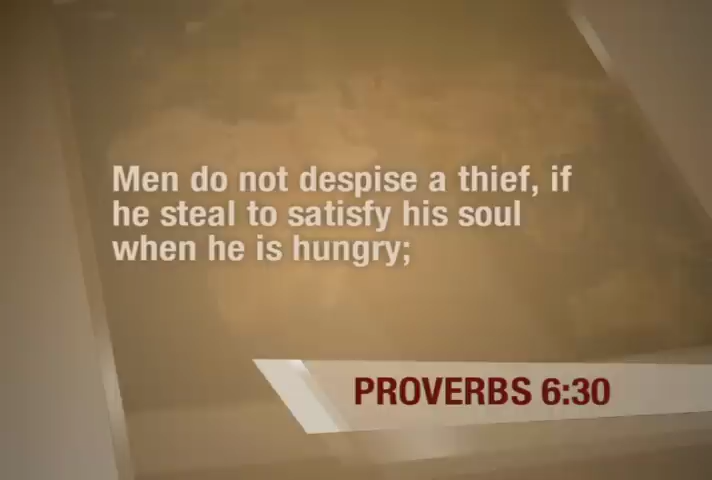 Men do not despise a thief, if
he steal to satisfy his soul
when he is hungry;
PROVERBS 6:30